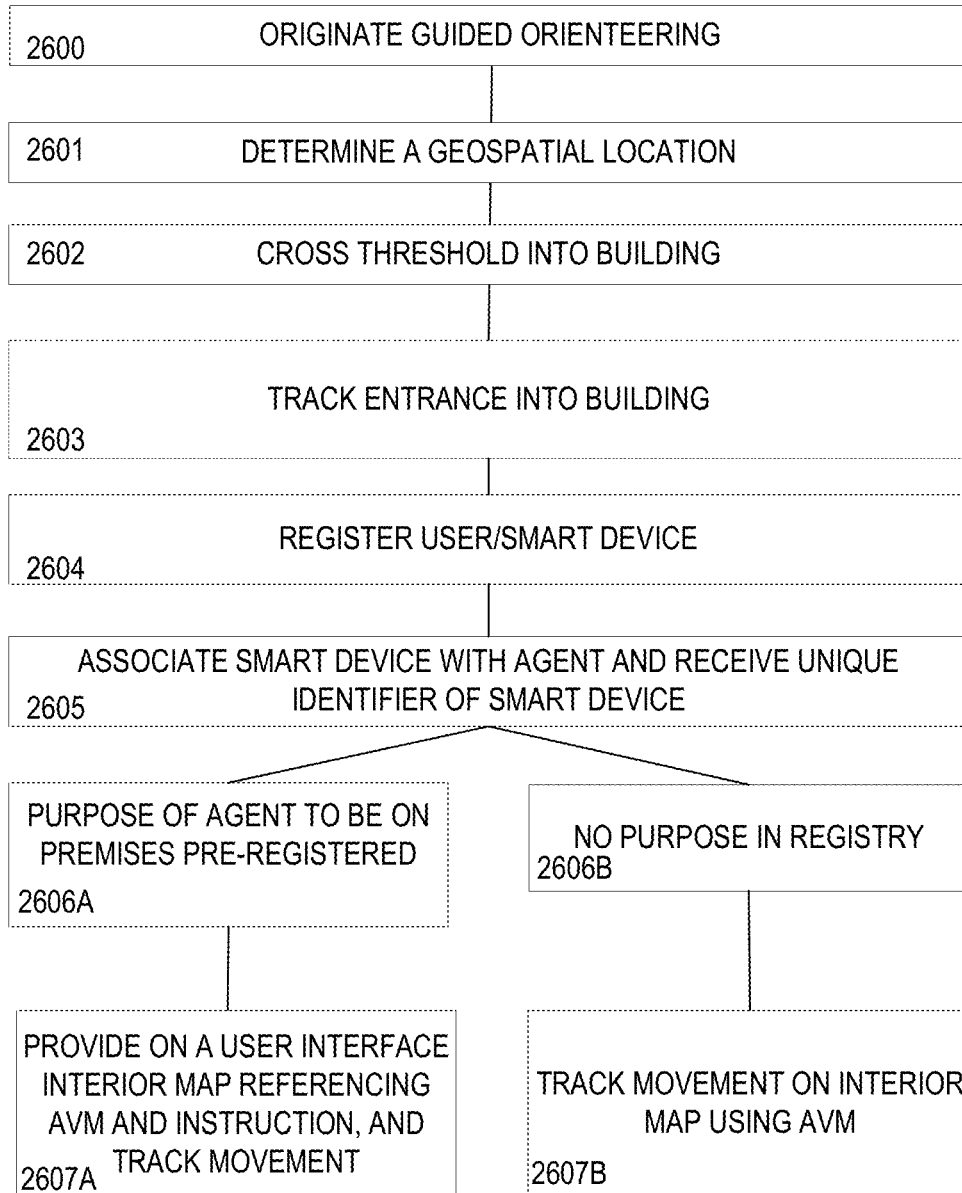 ORIGINATE GUIDED ORIENTEERING
2600
2601
DETERMINE A GEOSPATIAL LOCATION
2602
CROSS THRESHOLD INTO BUILDING
TRACK ENTRANCE INTO BUILDING
2603
REGISTER USER/SMART DEVICE
2604
ASSOCIATE SMART DEVICE WITH AGENT AND RECEIVE UNIQUE
IDENTIFIER OF SMART DEVICE
2605
PURPOSE OF AGENT TO BE ON
PREMISES PRE-REGISTERED
2606A
NO PURPOSE IN REGISTRY
2606B
PROVIDE ON A USER INTERFACE
INTERIOR MAP REFERENCING
AVM AND INSTRUCTION, AND
TRACK MOVEMENT
2607A
TRACK MOVEMENT ON INTERIOR
MAP USING AVM
2607B